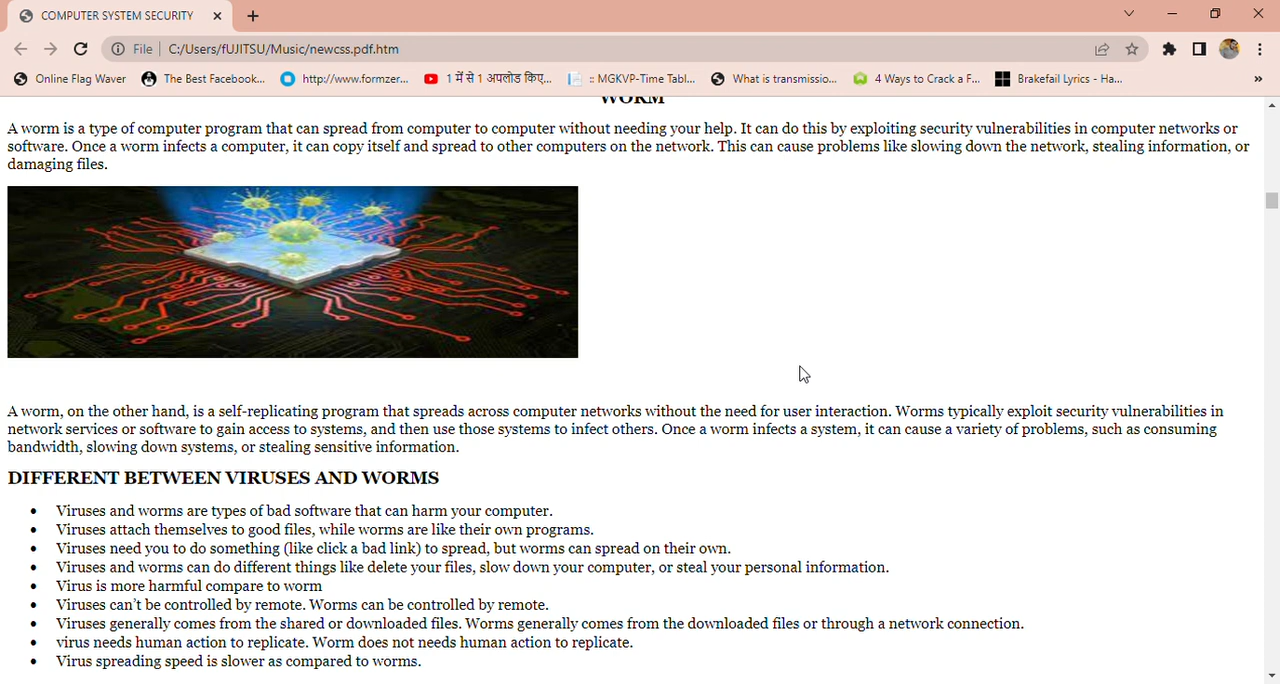 COMPUTER SYSTEM SECURITY
File | C:/Users/fUJITSU/Music/newcss.pdf.htm
Online Flag Waver The Best Facebook... http://www.formzer... 1 में से 1 अपलोड किए... :: MGKVP-Time Tabl... What is transmissio... 4 Ways to Crack a F... Brakefail Lyrics - Ha... »
WORM
A worm is a type of computer program that can spread from computer to computer without needing your help. It can do this by exploiting security vulnerabilities in computer networks or
software. Once a worm infects a computer, it can copy itself and spread to other computers on the network. This can cause problems like slowing down the network, stealing information, or
damaging files.
A worm, on the other hand, is a self-replicating program that spreads across computer networks without the need for user interaction. Worms typically exploit security vulnerabilities in
network services or software to gain access to systems, and then use those systems to infect others. Once a worm infects a system, it can cause a variety of problems, such as consuming
bandwidth, slowing down systems, or stealing sensitive information.
DIFFERENT BETWEEN VIRUSES AND WORMS
• Viruses and worms are types of bad software that can harm your computer.
• Viruses attach themselves to good files, while worms are like their own programs.
• Viruses need you to do something (like click a bad link) to spread, but worms can spread on their own.
• Viruses and worms can do different things like delete your files, slow down your computer, or steal your personal information.
• Virus is more harmful compare to worm
• Viruses can’t be controlled by remote. Worms can be controlled by remote.
• Viruses generally comes from the shared or downloaded files. Worms generally comes from the downloaded files or through a network connection.
• virus needs human action to replicate. Worm does not needs human action to replicate.
• Virus spreading speed is slower as compared to worms.